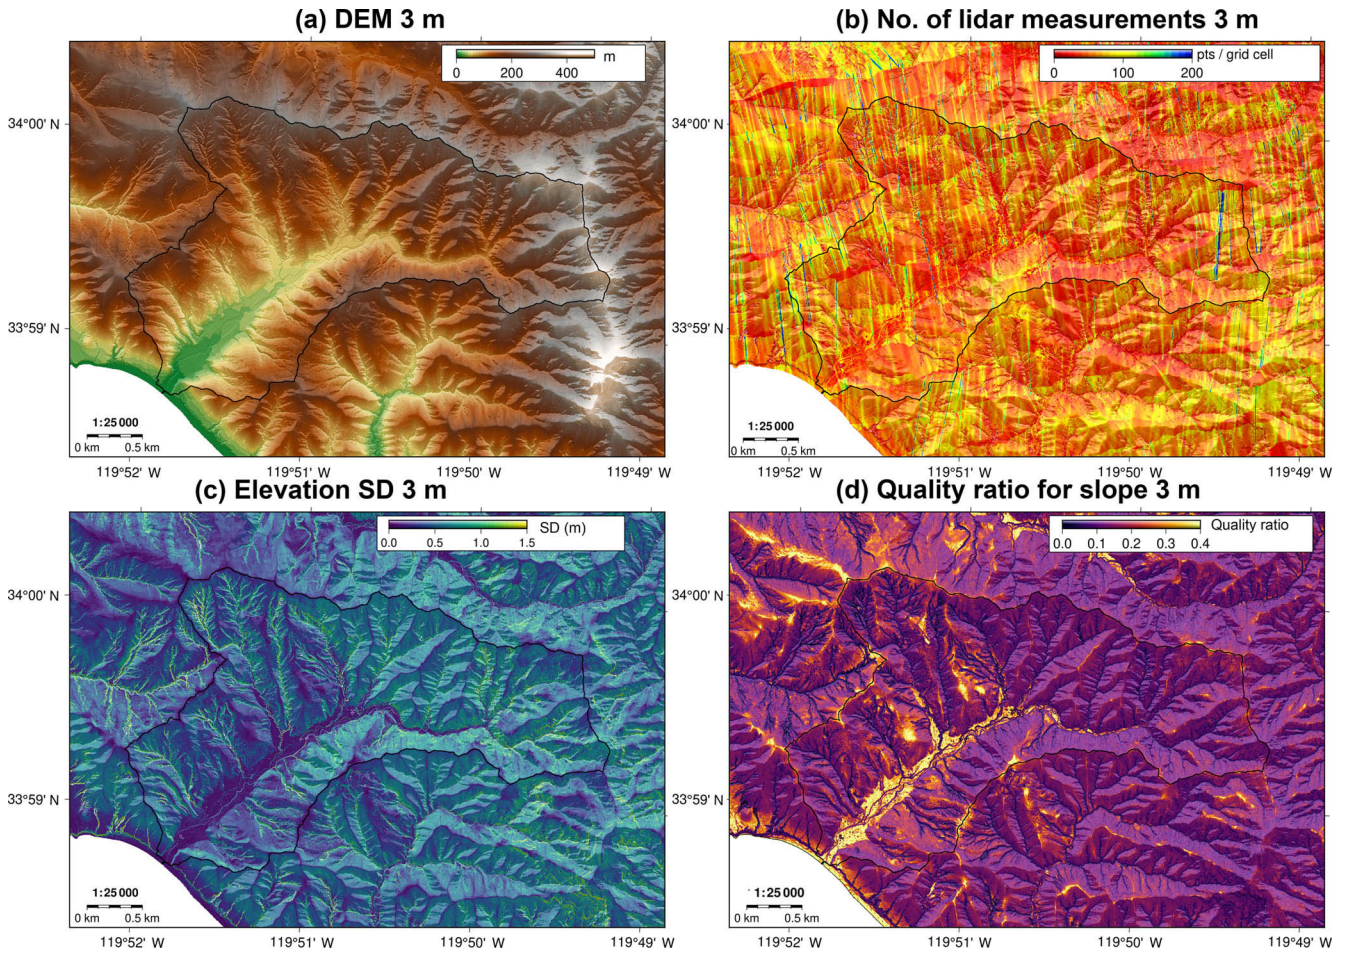 (a) DEM 3 m
0 200 400 m
34°00' N
33°59' N
1:25 000
0 km 0.5 km
119°52' W 119°51' W 119°50' W 119°49' W
(b) No. of lidar measurements 3 m
0 100 200 pts / grid cell
34°00' N
33°59' N
1:25 000
0 km 0.5 km
119°52' W 119°51' W 119°50' W 119°49' W
(c) Elevation SD 3 m
0.0 0.5 1.0 1.5 SD (m)
34°00' N
33°59' N
1:25 000
0 km 0.5 km
119°52' W 119°51' W 119°50' W 119°49' W
(d) Quality ratio for slope 3 m
0.0 0.1 0.2 0.3 0.4 Quality ratio
34°00' N
33°59' N
1:25 000
0 km 0.5 km
119°52' W 119°51' W 119°50' W 119°49' W